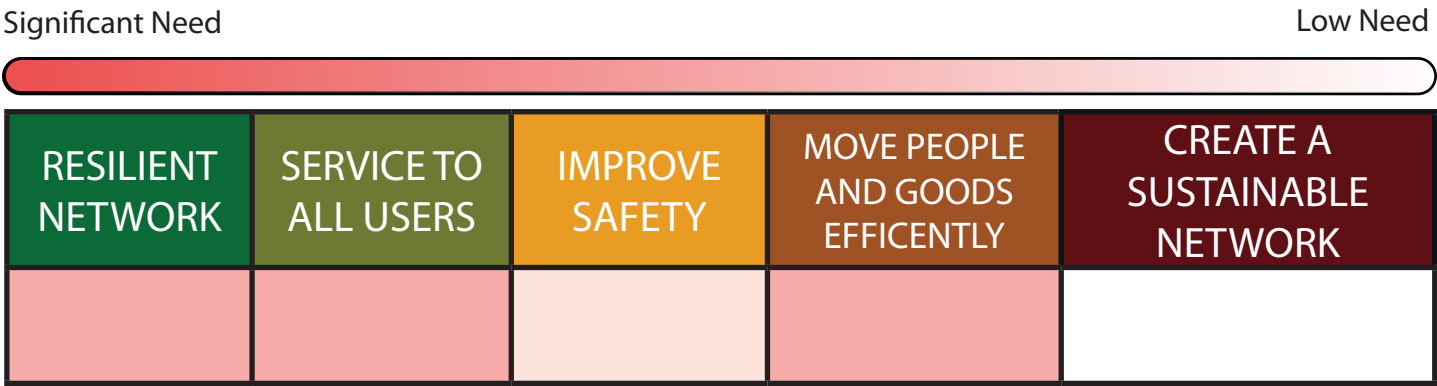 Significant Need
Low Need
RESILIENT
NETWORK
SERVICE TO
ALL USERS
IMPROVE
SAFETY
MOVE PEOPLE
AND GOODS
EFFICENTLY
CREATE A
SUSTAINABLE
NETWORK